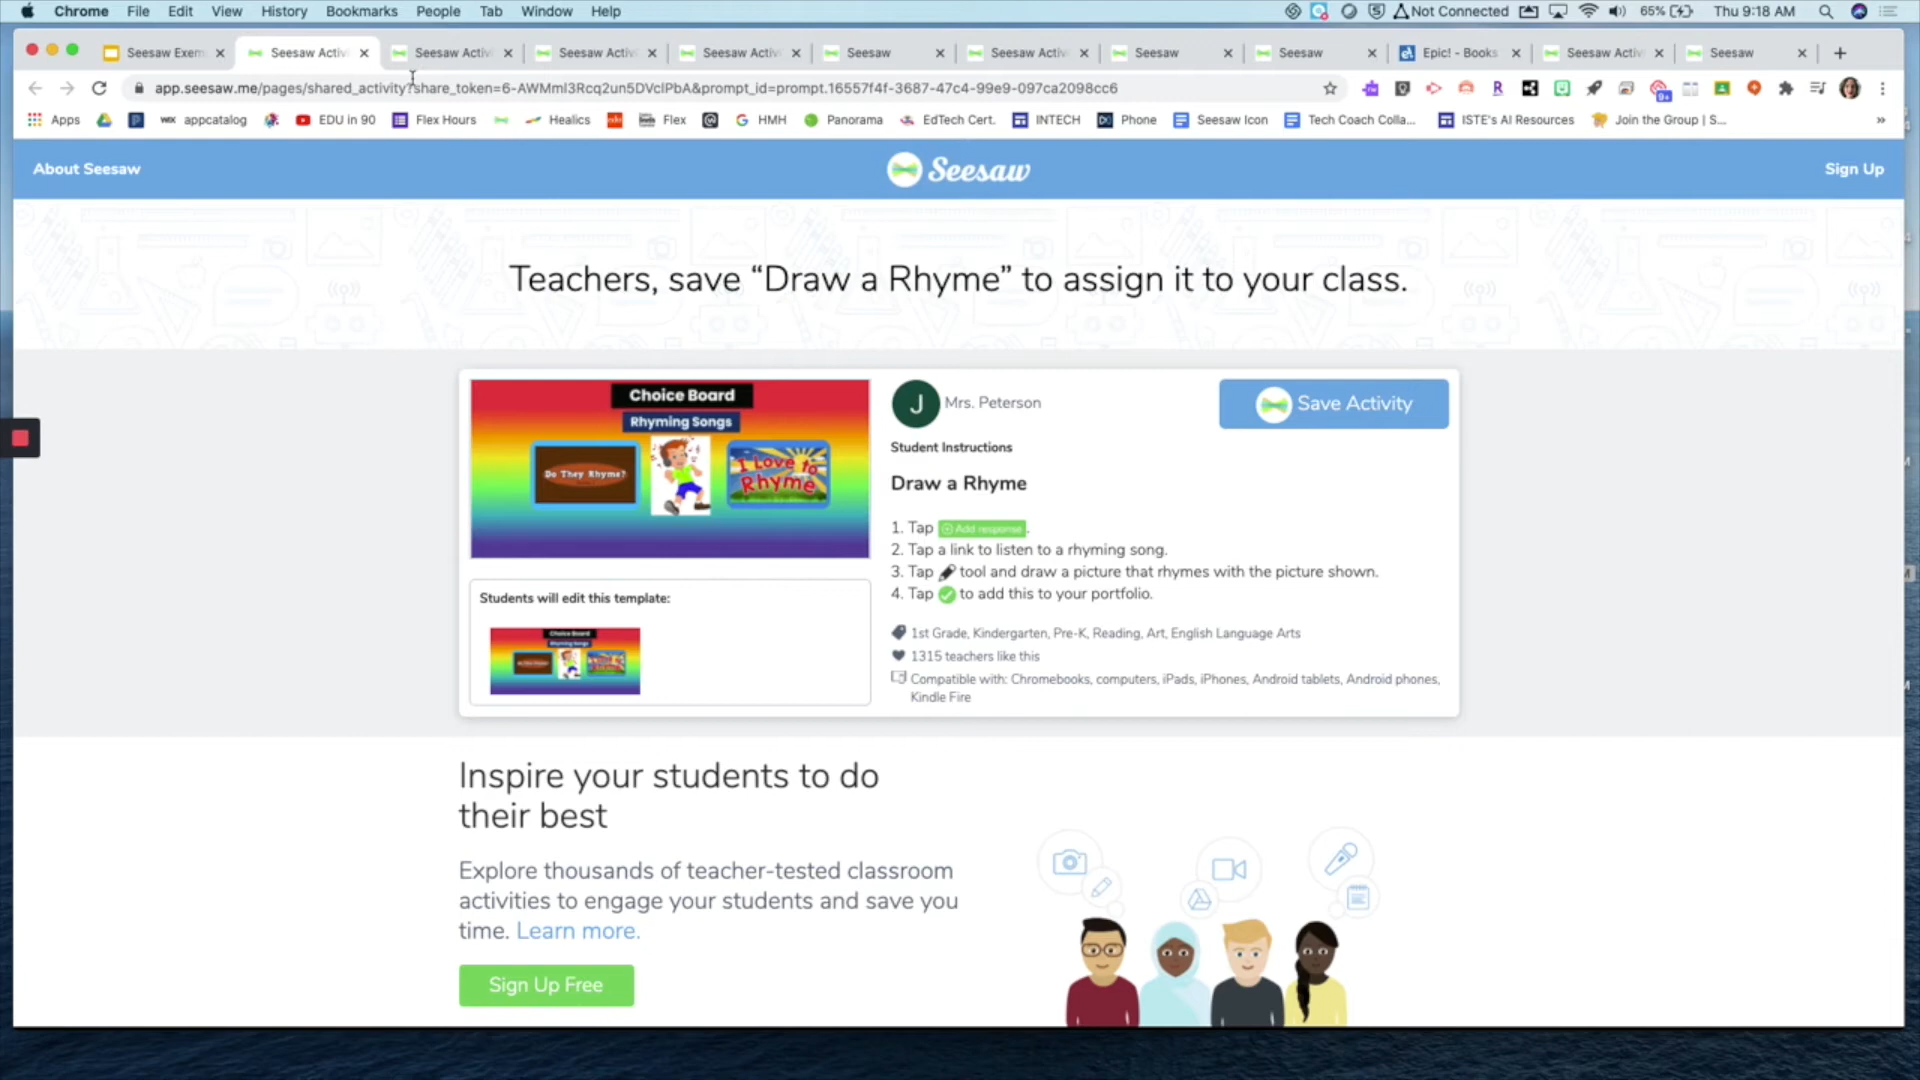 Chrome File Edit View History Bookmarks People Tab Window Help Not Connected 65% Thu 9:18 AM
Seesaw Exem Seesaw Activ Seesaw Activ Seesaw Activ Seesaw Activ Seesaw Seesaw Activ Seesaw Seesaw Epic! - Books Seesaw Activ Seesaw
app.seesaw.me/pages/shared_activity?share_token=6-AWMmI3Rcq2un5DVclPbA&prompt_id=prompt.16557f4f-3687-47c4-99e9-097ca2098cc6
Apps appcatalog EDU in 90 Flex Hours Healics Flex HMH Panorama EdTech Cert. INTECH Phone Seesaw Icon Tech Coach Colla... ISTE's AI Resources Join the Group | S... »
About Seesaw
Seesaw
Sign Up
Teachers, save “Draw a Rhyme” to assign it to your class.
Choice Board
Rhyming Songs
Do They Rhyme?
I Love to
Rhyme
Students will edit this template:
Choice Board
Rhyming Songs
J Mrs. Peterson
Save Activity
Student Instructions
Draw a Rhyme
1. Tap Add response.
2. Tap a link to listen to a rhyming song.
3. Tap tool and draw a picture that rhymes with the picture shown.
4. Tap to add this to your portfolio.
1st Grade, Kindergarten, Pre-K, Reading, Art, English Language Arts
1315 teachers like this
Compatible with: Chromebooks, computers, iPads, iPhones, Android tablets, Android phones,
Kindle Fire
Inspire your students to do
their best
Explore thousands of teacher-tested classroom
activities to engage your students and save you
time. Learn more.
Sign Up Free